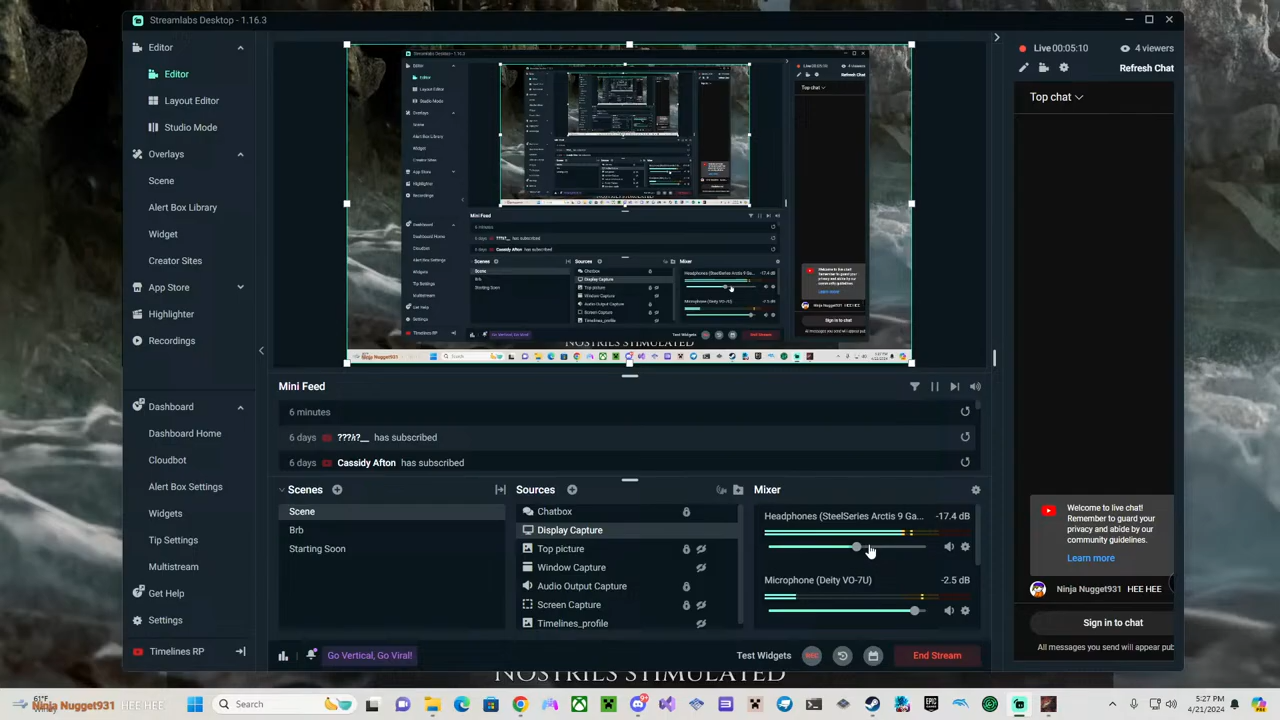 Streamlabs Desktop - 1.16.3
Editor
Editor
Layout Editor
Studio Mode
Overlays
Scene
Alert Box Library
Widget
Creator Sites
App Store
Highlighter
Recordings
Dashboard
Dashboard Home
Cloudbot
Alert Box Settings
Widgets
Tip Settings
Multistream
Get Help
Settings
Timelines RP
Mini Feed
6 minutes
6 days ???ℎ?__ has subscribed
6 days Cassidy Afton has subscribed
Scenes
Scene
Brb
Starting Soon
Sources
Chatbox
Display Capture
Top picture
Window Capture
Audio Output Capture
Screen Capture
Timelines_profile
Mixer
Headphones (SteelSeries Arctis 9 Ga... -17.4 dB
Microphone (Deity VO-7U) -2.5 dB
Go Vertical, Go Viral!
Test Widgets
REC
End Stream
Live 00:05:10
Refresh Chat
Top chat
Welcome to live chat!
Remember to guard your
privacy and abide by our
community guidelines.
Learn more
Ninja Nugget931 HEE HEE
Sign in to chat
All messages you send will appear pub
NOSTRILS STIMULATED
Ninja Nugget931 HEE HEE
Search
5:27 PM
4/21/2024